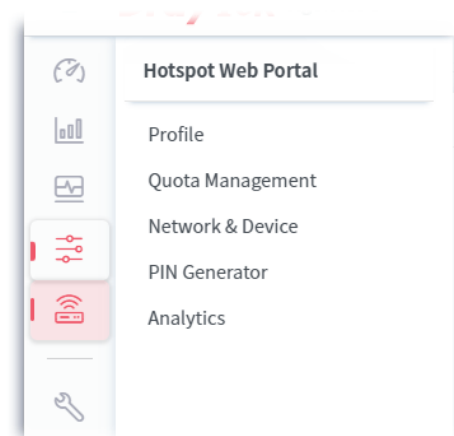 Hotspot Web Portal
Profile
Quota Management
Network & Device
PIN Generator
Analytics